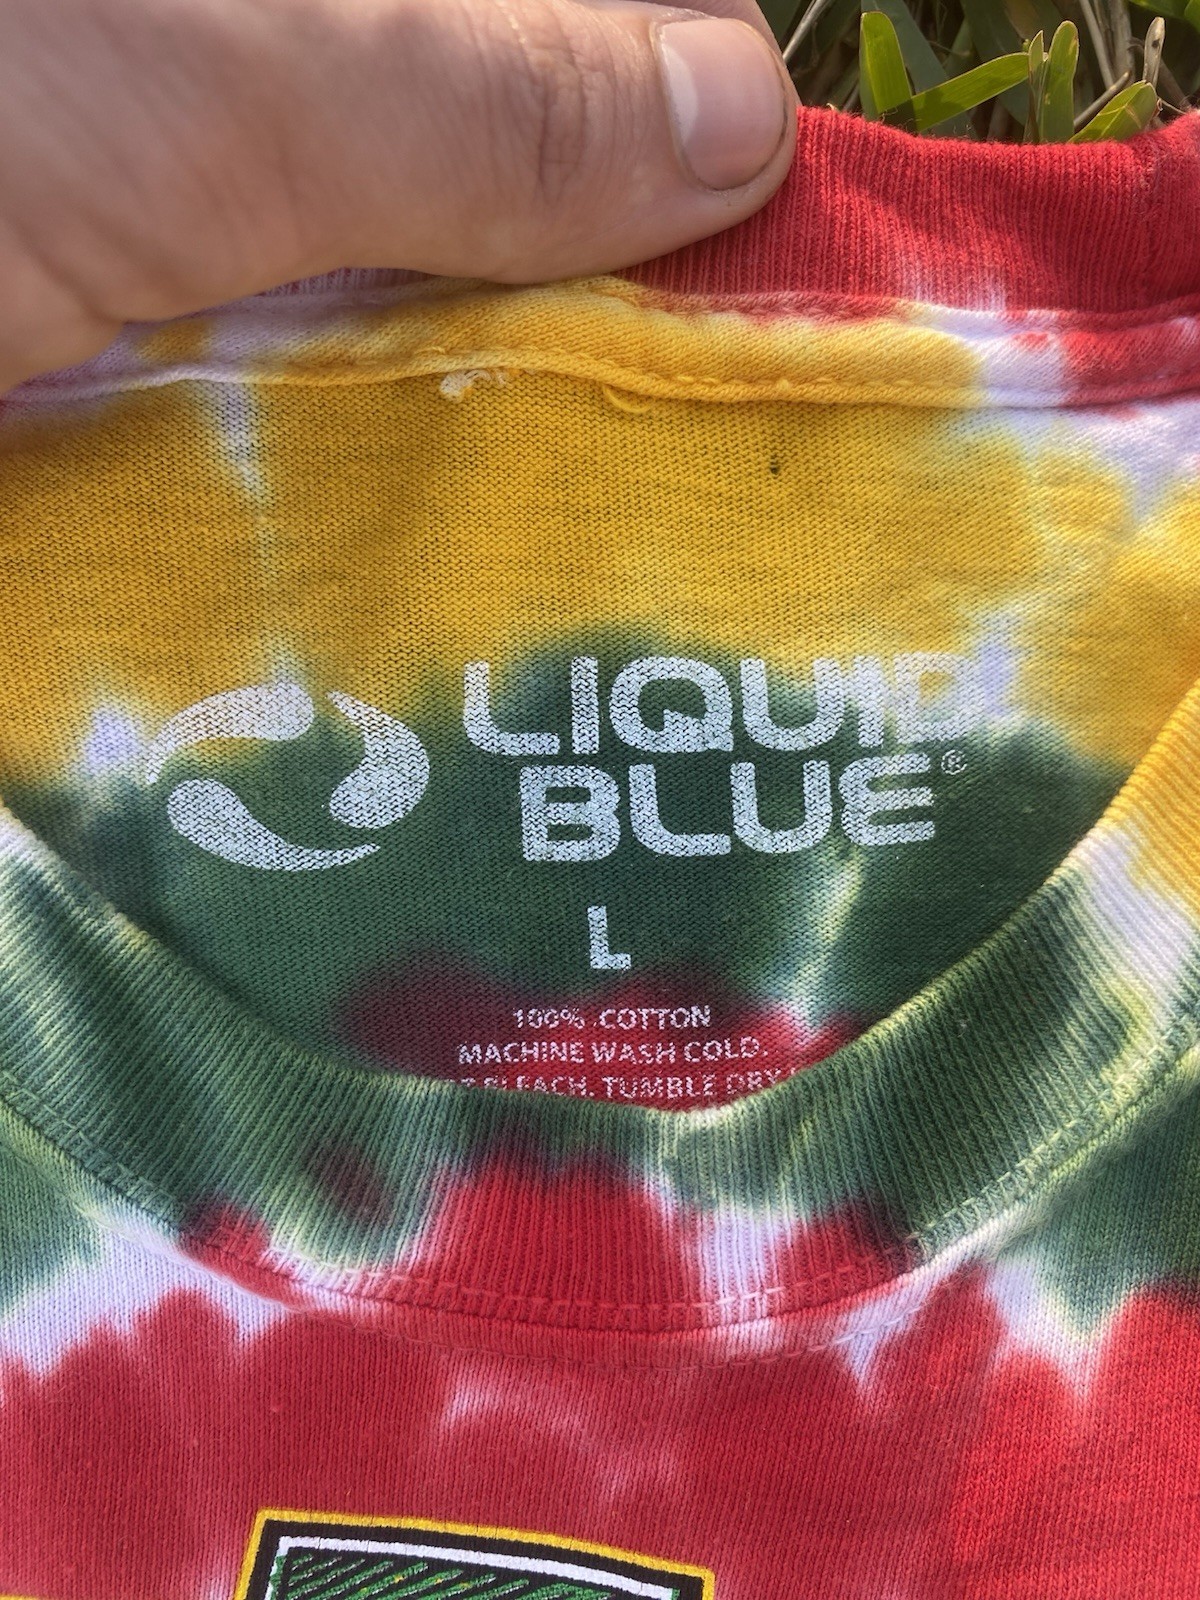 LIQUID
BLUE®
L
100% COTTON
MACHINE WASH COLD.
BLEACH. TUMBLE DRY